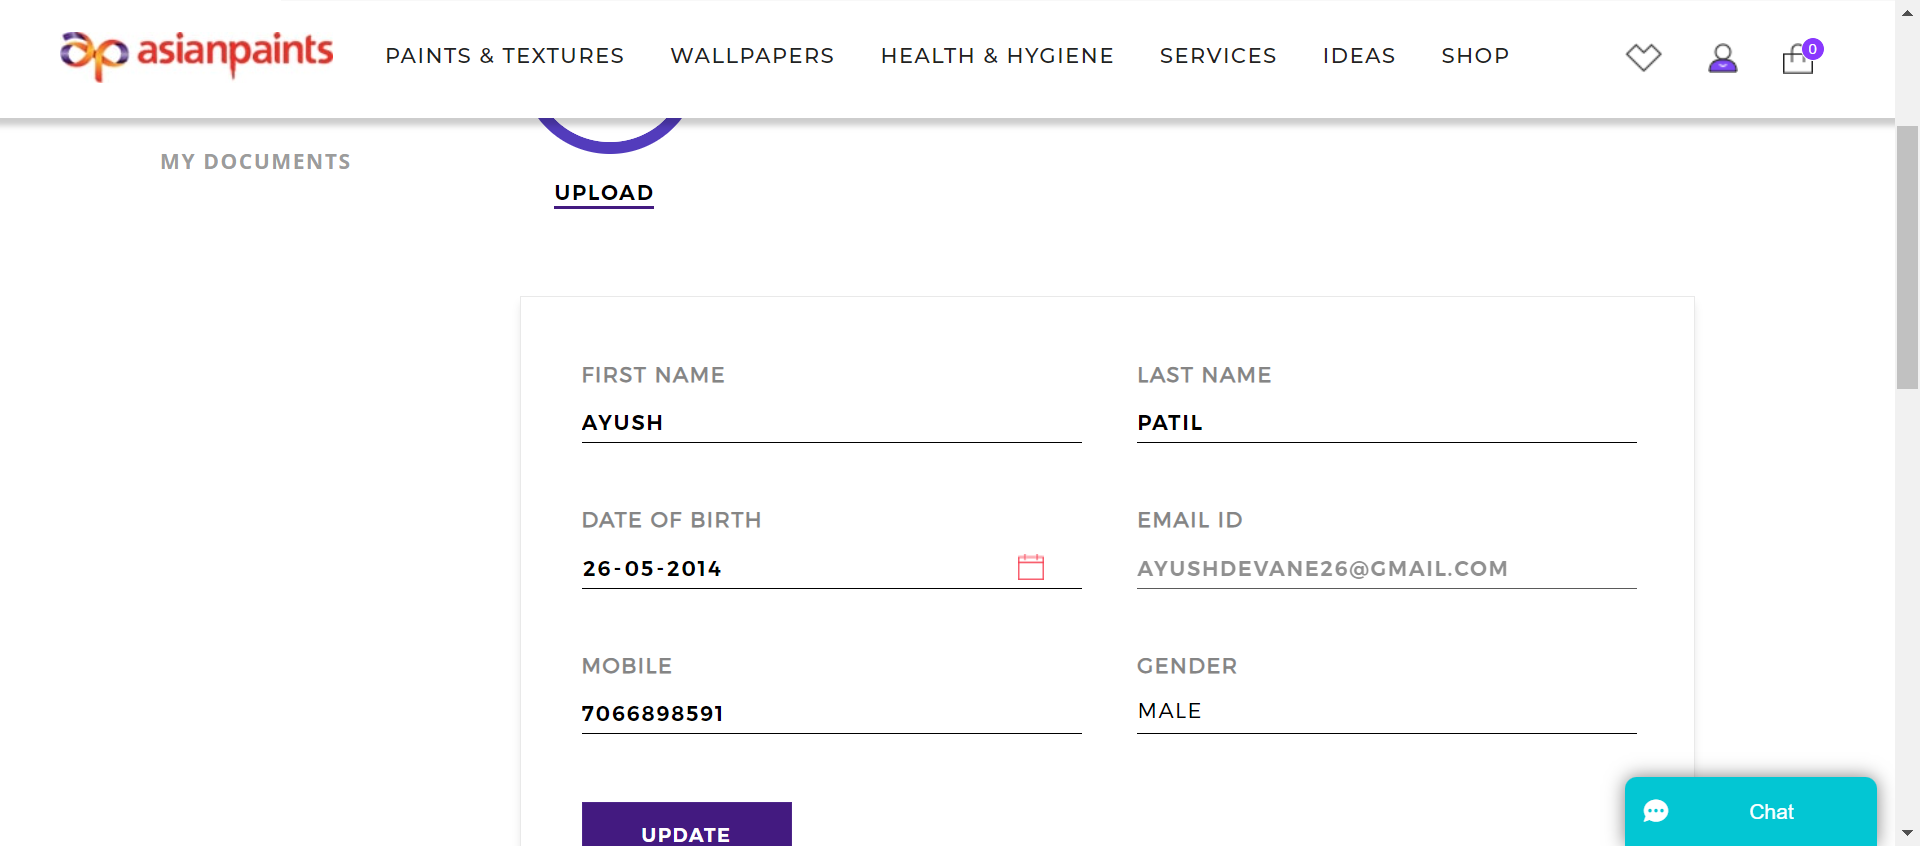 asianpaints
PAINTS & TEXTURES WALLPAPERS HEALTH & HYGIENE SERVICES IDEAS SHOP 0
MY DOCUMENTS
UPLOAD
FIRST NAME LAST NAME
AYUSH PATIL
DATE OF BIRTH EMAIL ID
26-05-2014 AYUSHDEVANE26@GMAIL.COM
MOBILE GENDER
7066898591 MALE
UPDATE
Chat